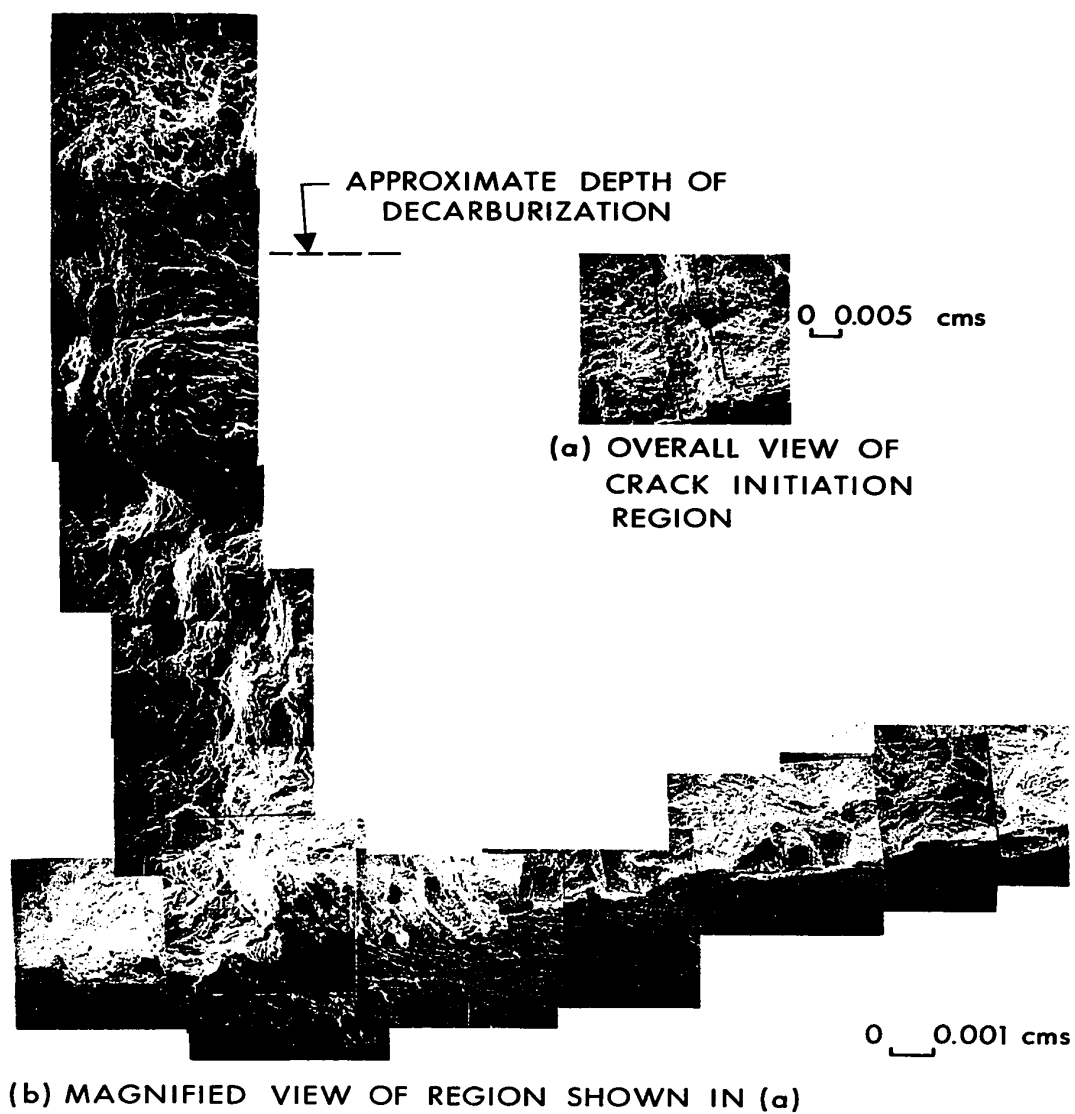 APPROXIMATE DEPTH OF
DECARBURIZATION
0 0.005 cms
(a) OVERALL VIEW OF
CRACK INITIATION
REGION
0 0.001 cms
(b) MAGNIFIED VIEW OF REGION SHOWN IN (a)